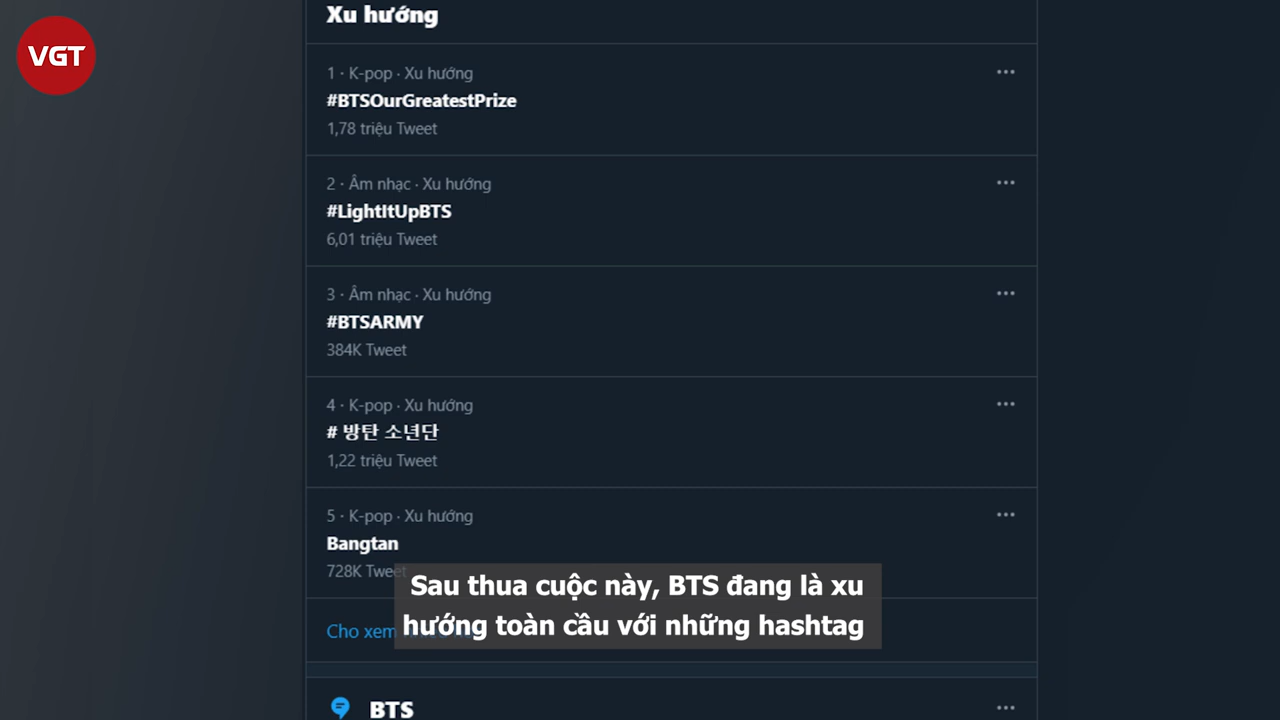 VGT
Xu hướng
1 · K-pop · Xu hướng
#BTSOurGreatestPrize
1,78 triệu Tweet
2 · Âm nhạc · Xu hướng
#LightItUpBTS
6,01 triệu Tweet
3 · Âm nhạc · Xu hướng
#BTSARMY
384K Tweet
4 · K-pop · Xu hướng
# 방탄 소년단
1,22 triệu Tweet
5 · K-pop · Xu hướng
Bangtan
728K Tweet
Sau thua cuộc này, BTS đang là xu
hướng toàn cầu với những hashtag
Cho xem
BTS